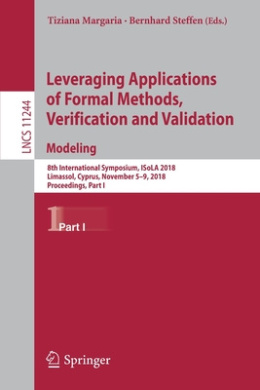 Tiziana Margaria · Bernhard Steffen (Eds.)
LNCS 11244
Leveraging Applications
of Formal Methods,
Verification and Validation
Modeling
8th International Symposium, ISoLA 2018
Limassol, Cyprus, November 5–9, 2018
Proceedings, Part I
1 Part I
Springer